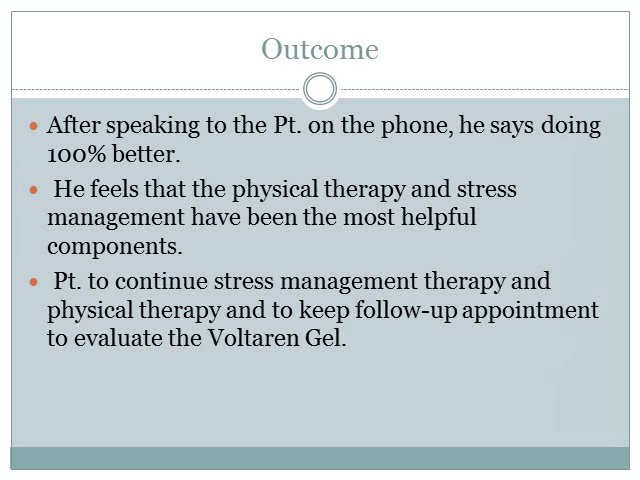 Outcome
• After speaking to the Pt. on the phone, he says doing
100% better.
• He feels that the physical therapy and stress
management have been the most helpful
components.
• Pt. to continue stress management therapy and
physical therapy and to keep follow-up appointment
to evaluate the Voltaren Gel.